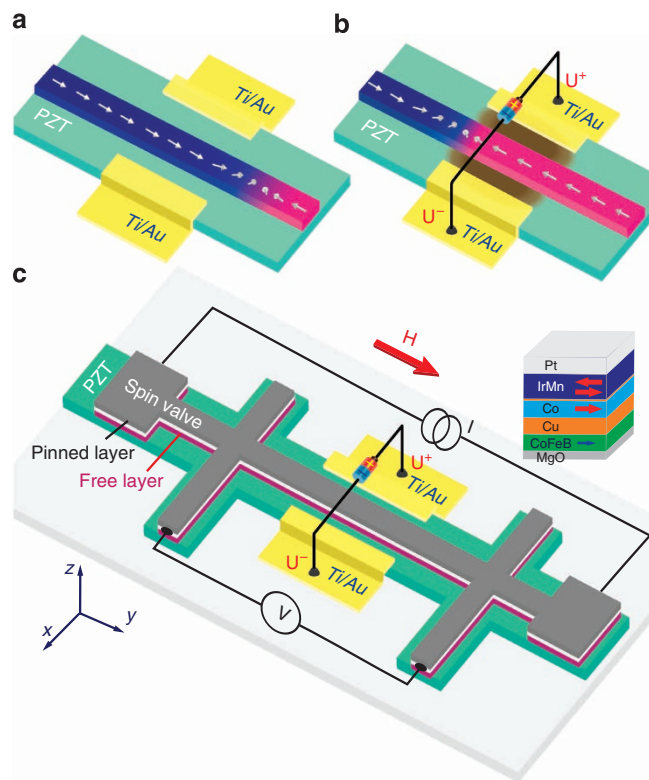 a
PZT
Ti/Au
Ti/Au
b
PZT
U+
Ti/Au
U−
Ti/Au
c
H
PZT
Spin valve
Pinned layer
Free layer
I
U+
Ti/Au
U−
Ti/Au
V
Pt
IrMn
Co
Cu
CoFeB
MgO
z
y
x